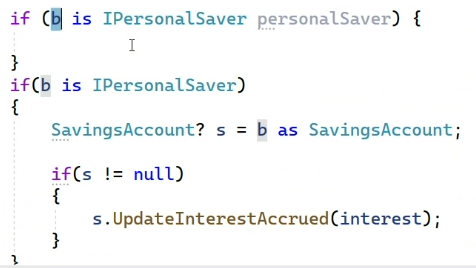 if (b is IPersonalSaver personalSaver) {
}
if(b is IPersonalSaver)
{
SavingsAccount? s = b as SavingsAccount;
if(s != null)
{
s.UpdateInterestAccrued(interest);
}
}